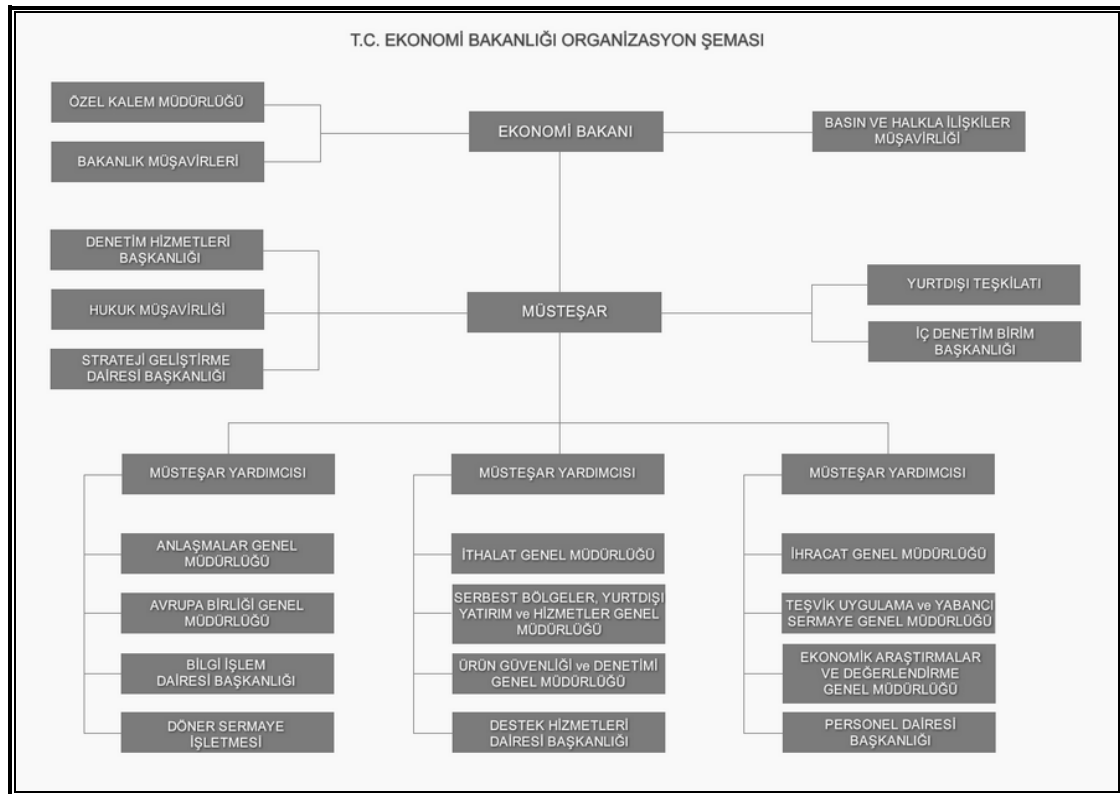 T.C. EKONOMİ BAKANLIĞI ORGANİZASYON ŞEMASI
ÖZEL KALEM MÜDÜRLÜĞÜ
BAKANLIK MÜŞAVİRLERİ
EKONOMİ BAKANI
BASIN VE HALKLA İLİŞKİLER
MÜŞAVİRLİĞİ
DENETİM HİZMETLERİ
BAŞKANLIĞI
HUKUK MÜŞAVİRLİĞİ
STRATEJİ GELİŞTİRME
DAİRESİ BAŞKANLIĞI
MÜSTEŞAR
YURTDIŞI TEŞKİLATI
İÇ DENETİM BİRİM
BAŞKANLIĞI
MÜSTEŞAR YARDIMCISI
ANLAŞMALAR GENEL
MÜDÜRLÜĞÜ
AVRUPA BİRLİĞİ GENEL
MÜDÜRLÜĞÜ
BİLGİ İŞLEM
DAİRESİ BAŞKANLIĞI
DÖNER SERMAYE
İŞLETMESİ
MÜSTEŞAR YARDIMCISI
İTHALAT GENEL MÜDÜRLÜĞÜ
SERBEST BÖLGELER, YURTDIŞI
YATIRIM ve HİZMETLER GENEL
MÜDÜRLÜĞÜ
ÜRÜN GÜVENLİĞİ ve DENETİMİ
GENEL MÜDÜRLÜĞÜ
DESTEK HİZMETLERİ
DAİRESİ BAŞKANLIĞI
MÜSTEŞAR YARDIMCISI
İHRACAT GENEL MÜDÜRLÜĞÜ
TEŞVİK UYGULAMA ve YABANCI
SERMAYE GENEL MÜDÜRLÜĞÜ
EKONOMİK ARAŞTIRMALAR
VE DEĞERLENDİRME
GENEL MÜDÜRLÜĞÜ
PERSONEL DAİRESİ
BAŞKANLIĞI